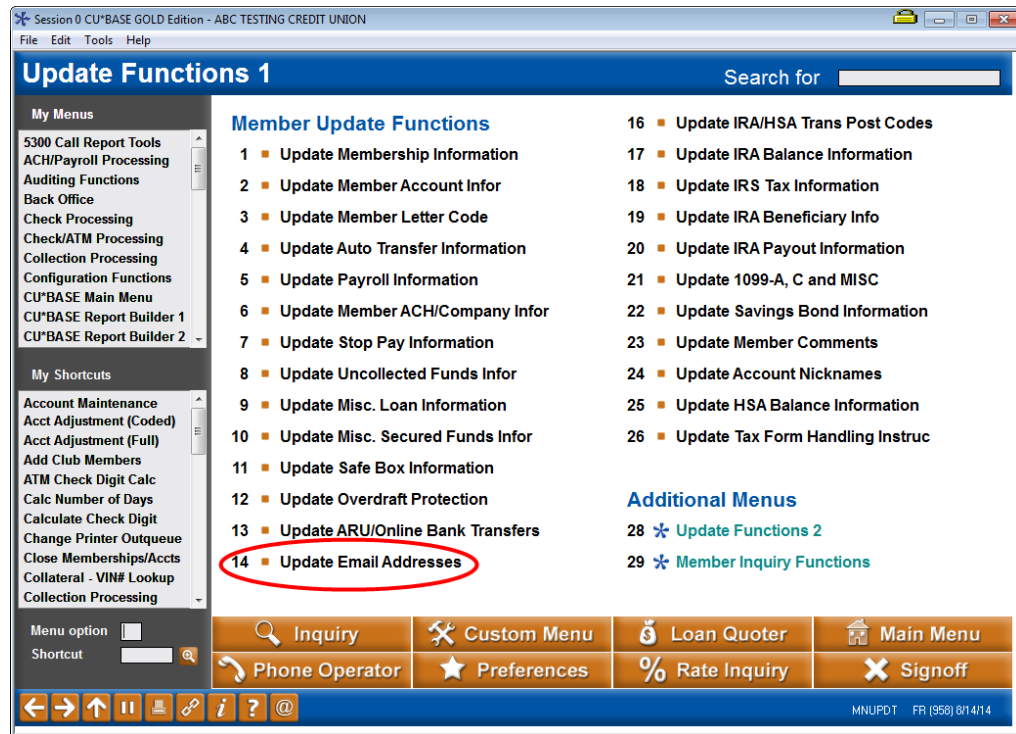 Session 0 CU*BASE GOLD Edition - ABC TESTING CREDIT UNION
File Edit Tools Help
Update Functions 1
Search for
My Menus
5300 Call Report Tools
ACH/Payroll Processing
Auditing Functions
Back Office
Check Processing
Check/ATM Processing
Collection Processing
Configuration Functions
CU*BASE Main Menu
CU*BASE Report Builder 1
CU*BASE Report Builder 2
My Shortcuts
Account Maintenance
Acct Adjustment (Coded)
Acct Adjustment (Full)
Add Club Members
ATM Check Digit Calc
Calc Number of Days
Calculate Check Digit
Change Printer Outqueue
Close Memberships/Accts
Collateral - VIN# Lookup
Collection Processing
Menu option
Shortcut
Member Update Functions
1 Update Membership Information
2 Update Member Account Infor
3 Update Member Letter Code
4 Update Auto Transfer Information
5 Update Payroll Information
6 Update Member ACH/Company Infor
7 Update Stop Pay Information
8 Update Uncollected Funds Infor
9 Update Misc. Loan Information
10 Update Misc. Secured Funds Infor
11 Update Safe Box Information
12 Update Overdraft Protection
13 Update ARU/Online Bank Transfers
14 Update Email Addresses
16 Update IRA/HSA Trans Post Codes
17 Update IRA Balance Information
18 Update IRS Tax Information
19 Update IRA Beneficiary Info
20 Update IRA Payout Information
21 Update 1099-A, C and MISC
22 Update Savings Bond Information
23 Update Member Comments
24 Update Account Nicknames
25 Update HSA Balance Information
26 Update Tax Form Handling Instruc
Additional Menus
28 Update Functions 2
29 Member Inquiry Functions
Inquiry
Custom Menu
Loan Quoter
Main Menu
Phone Operator
Preferences
Rate Inquiry
Signoff
MNUPDT FR (958) 8/14/14